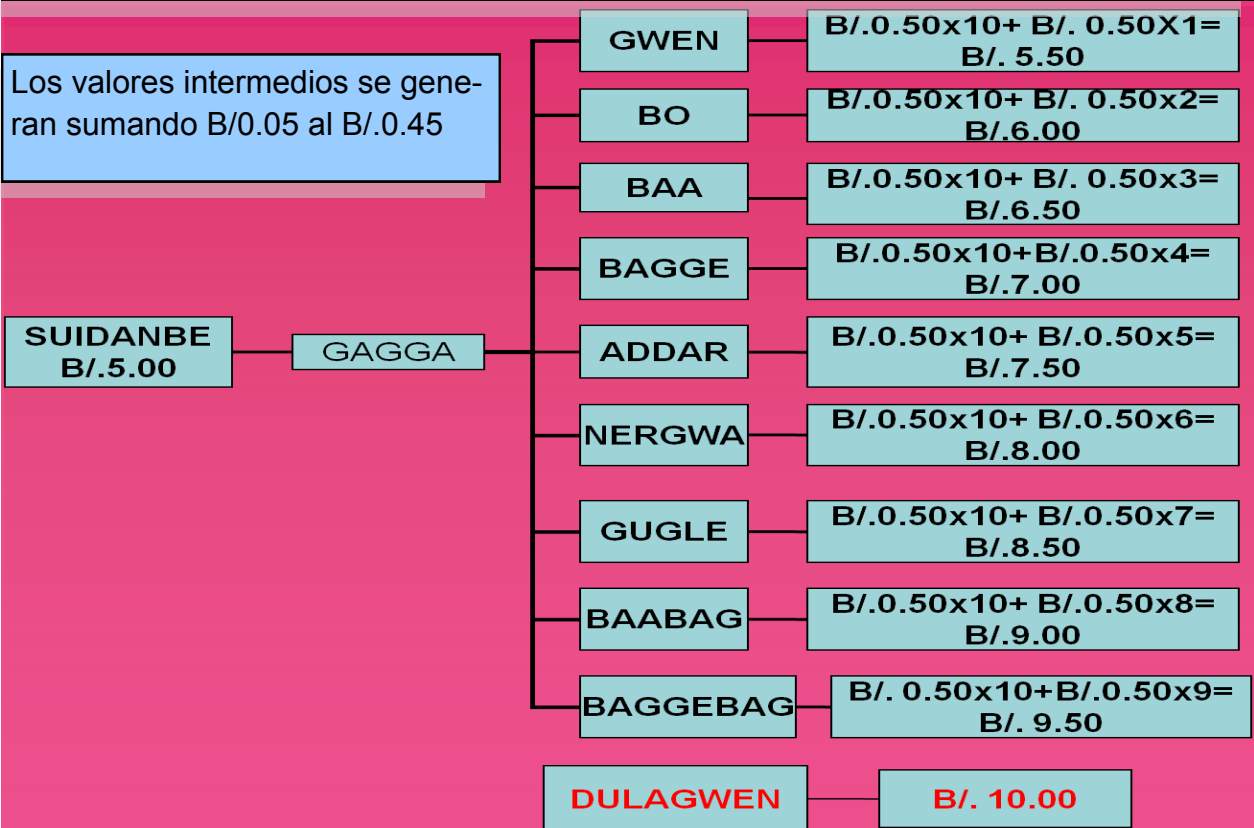 Los valores intermedios se gene-
ran sumando B/0.05 al B/.0.45
SUIDANBE
B/.5.00
GAGGA
GWEN
B/.0.50x10+ B/. 0.50X1=
B/. 5.50
BO
B/.0.50x10+ B/. 0.50x2=
B/.6.00
BAA
B/.0.50x10+ B/. 0.50x3=
B/.6.50
BAGGE
B/.0.50x10+B/.0.50x4=
B/.7.00
ADDAR
B/.0.50x10+ B/.0.50x5=
B/.7.50
NERGWA
B/.0.50x10+ B/.0.50x6=
B/.8.00
GUGLE
B/.0.50x10+ B/.0.50x7=
B/.8.50
BAABAG
B/.0.50x10+ B/.0.50x8=
B/.9.00
BAGGEBAG
B/. 0.50x10+B/.0.50x9=
B/. 9.50
DULAGWEN
B/. 10.00